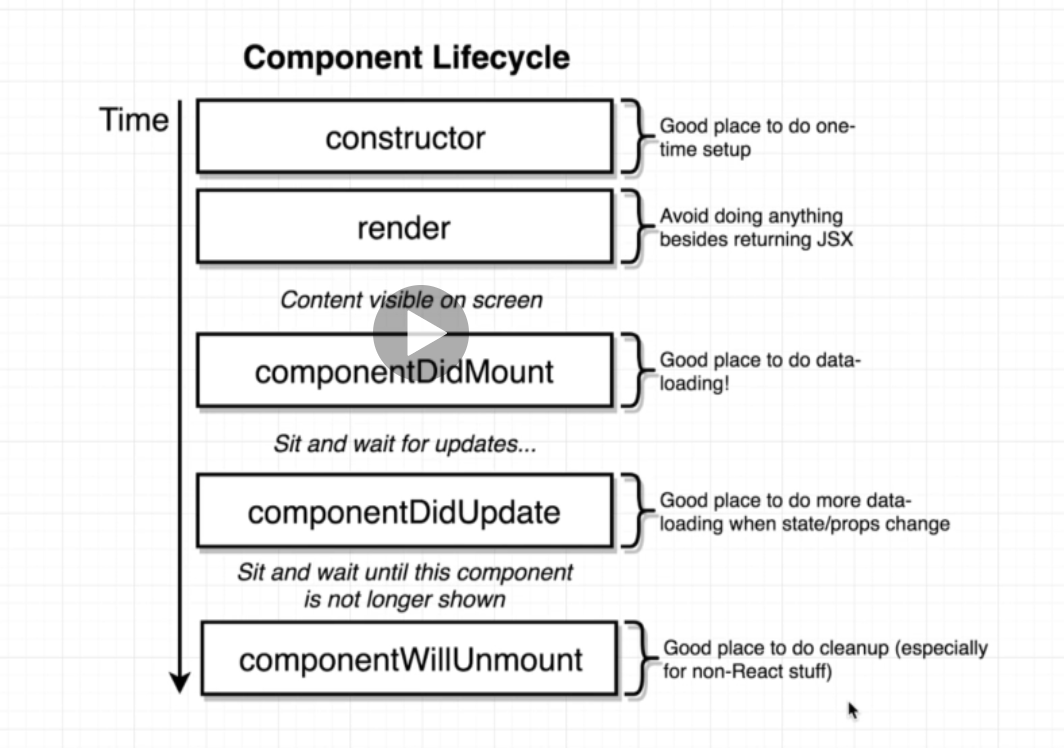 Component Lifecycle
Time
constructor
Good place to do one-
time setup
render
Avoid doing anything
besides returning JSX
Content visible on screen
componentDidMount
Good place to do data-
loading!
Sit and wait for updates...
componentDidUpdate
Good place to do more data-
loading when state/props change
Sit and wait until this component
is not longer shown
componentWillUnmount
Good place to do cleanup (especially
for non-React stuff)